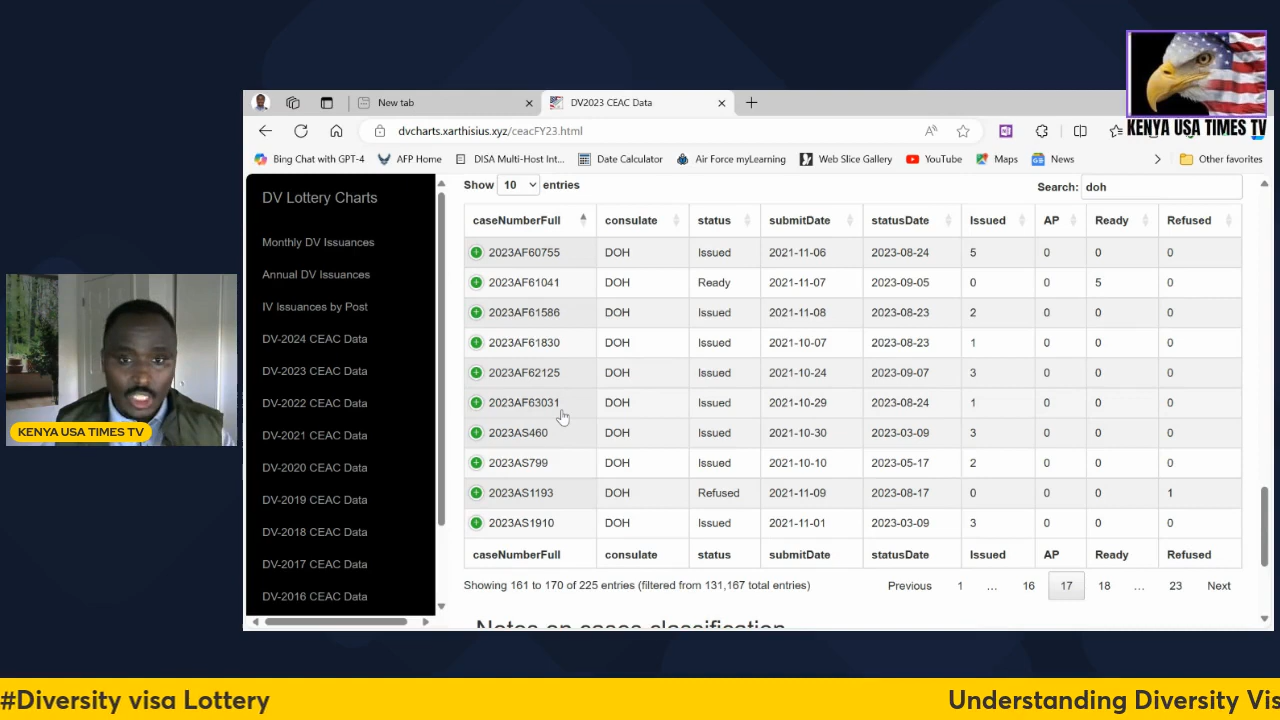 New tab
DV2023 CEAC Data
dvcharts.xarthisius.xyz/ceacFY23.html
KENYA USA TIMES TV
Bing Chat with GPT-4 AFP Home DISA Multi-Host Int... Date Calculator Air Force myLearning Web Slice Gallery YouTube Maps News Other favorites
DV Lottery Charts
Monthly DV Issuances
Annual DV Issuances
IV Issuances by Post
DV-2024 CEAC Data
DV-2023 CEAC Data
DV-2022 CEAC Data
DV-2021 CEAC Data
DV-2020 CEAC Data
DV-2019 CEAC Data
DV-2018 CEAC Data
DV-2017 CEAC Data
DV-2016 CEAC Data
Show 10 entries Search: doh
caseNumberFull consulate status submitDate statusDate Issued AP Ready Refused
2023AF60755 DOH Issued 2021-11-06 2023-08-24 5 0 0 0
2023AF61041 DOH Ready 2021-11-07 2023-09-05 0 0 5 0
2023AF61586 DOH Issued 2021-11-08 2023-08-23 2 0 0 0
2023AF61830 DOH Issued 2021-10-07 2023-08-23 1 0 0 0
2023AF62125 DOH Issued 2021-10-24 2023-09-07 3 0 0 0
2023AF63031 DOH Issued 2021-10-29 2023-08-24 1 0 0 0
2023AS460 DOH Issued 2021-10-30 2023-03-09 3 0 0 0
2023AS799 DOH Issued 2021-10-10 2023-05-17 2 0 0 0
2023AS1193 DOH Refused 2021-11-09 2023-08-17 0 0 0 1
2023AS1910 DOH Issued 2021-11-01 2023-03-09 3 0 0 0
caseNumberFull consulate status submitDate statusDate Issued AP Ready Refused
Showing 161 to 170 of 225 entries (filtered from 131,167 total entries) Previous 1 ... 16 17 18 ... 23 Next
Notes on cases classification
KENYA USA TIMES TV
#Diversity visa Lottery
Understanding Diversity Vis